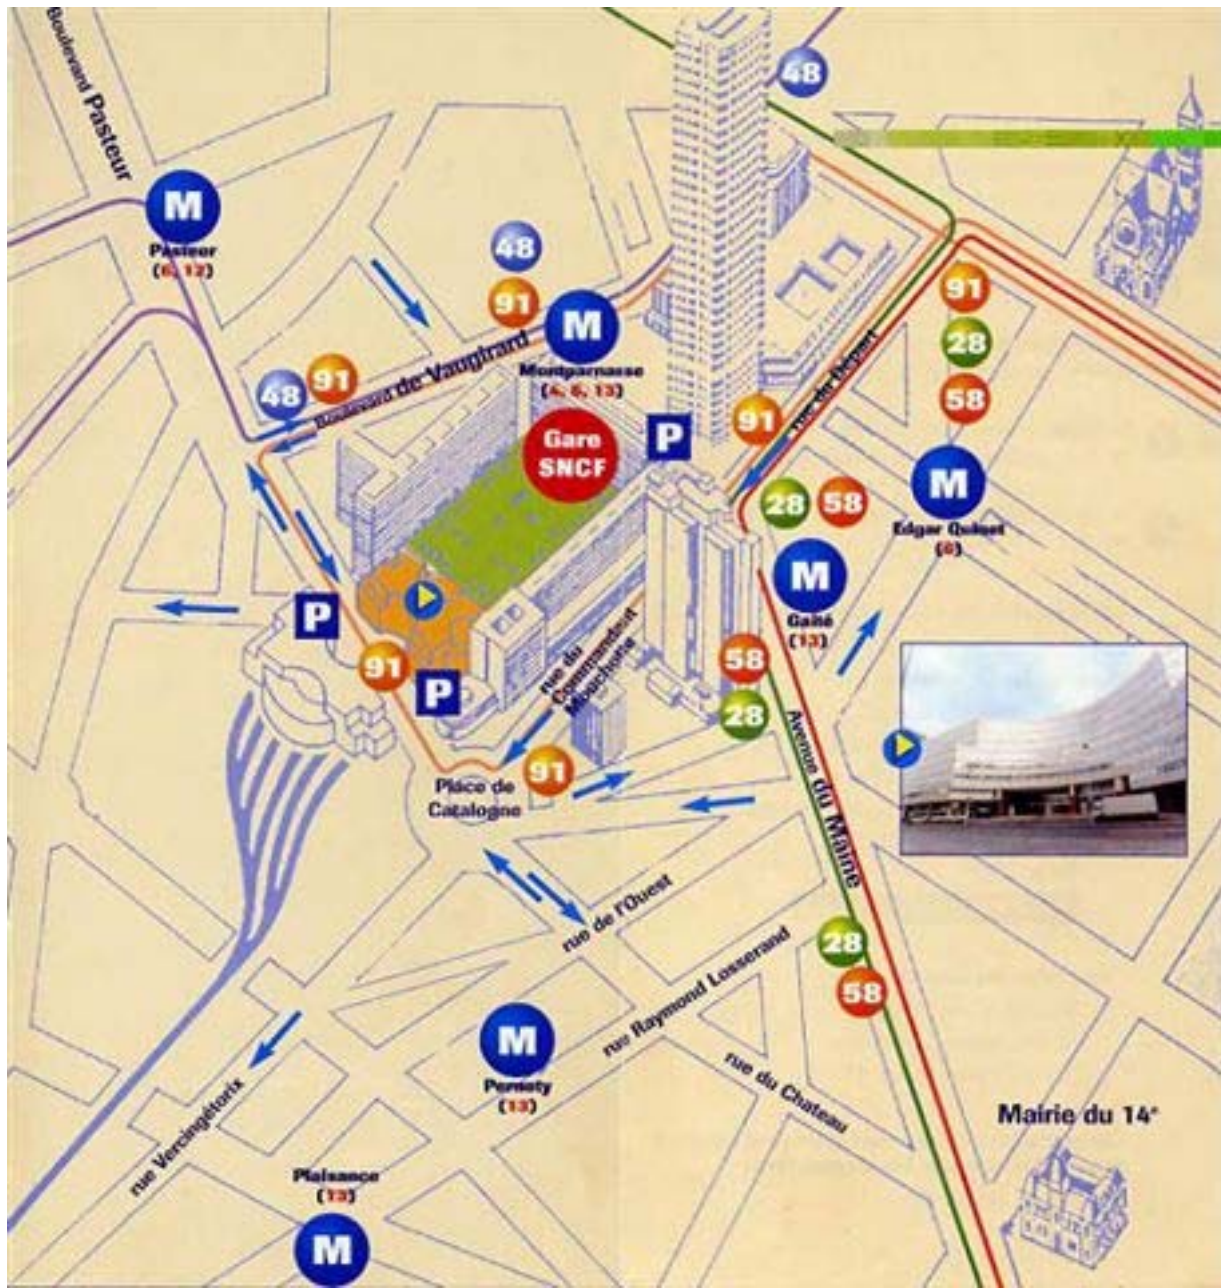 Boulevard Pasteur
48
M
Pasteur
(6, 12)
48
91
M
Montparnasse
(4, 6, 13)
Boulevard de Vaugirard
48
91
Gare
SNCF
P
91
rue du Départ
91
28
58
M
Edgar Quinet
(6)
28
58
M
Gaîté
(13)
P
91
P
rue du
Commandant
Mouchotte
58
28
91
Place de
Catalogne
Avenue du Maine
rue de l'Ouest
rue Raymond Losserand
28
58
M
Pernety
(13)
rue du Chateau
rue Vercingétorix
Mairie du 14e
Plaisance
(13)
M